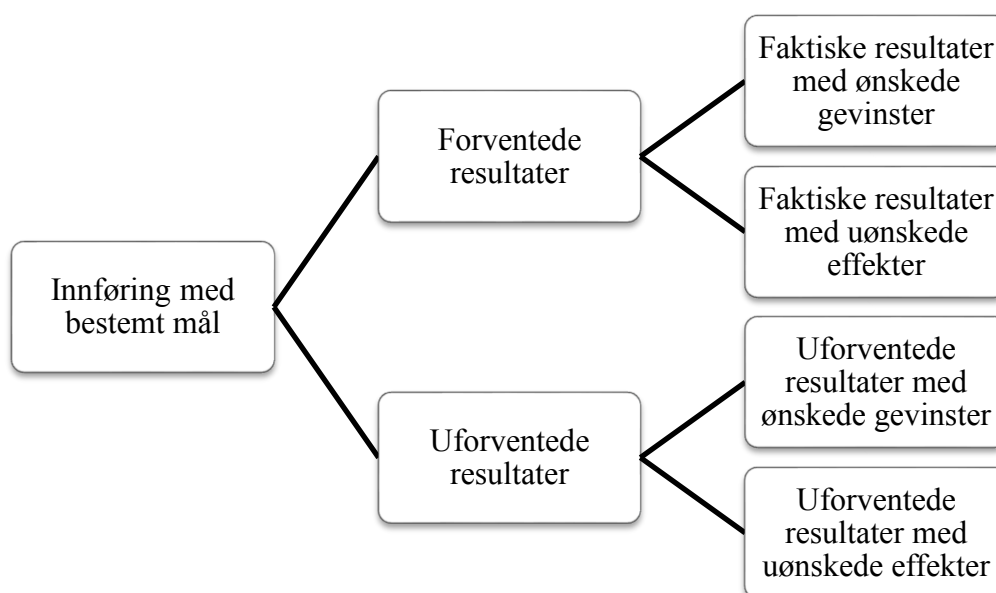 Innføring med
bestemt mål
Forventede
resultater
Faktiske resultater
med ønskede
gevinster
Faktiske resultater
med uønskede
effekter
Uforventede
resultater
Uforventede
resultater med
ønskede gevinster
Uforventede
resultater med
uønskede effekter